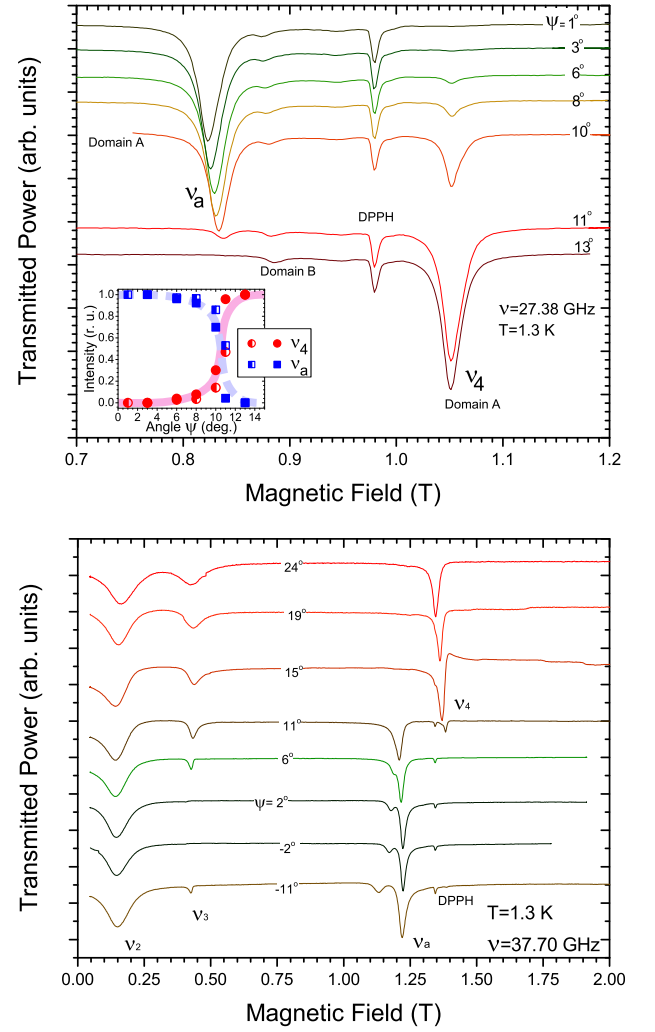 Transmitted Power (arb. units)
ψ= 1°
3°
6°
8°
10°
11°
13°
Domain A
νa
DPPH
Domain B
ν=27.38 GHz
T=1.3 K
ν4
Domain A
Intensity (r. u.)
1.0
0.8
0.6
0.4
0.2
0.0
ν4
νa
0 2 4 6 8 10 12 14
Angle ψ (deg.)
0.7 0.8 0.9 1.0 1.1 1.2
Magnetic Field (T)
Transmitted Power (arb. units)
24°
19°
15°
ν4
11°
6°
ψ= 2°
-2°
-11°
DPPH
T=1.3 K
ν3
ν2
νa
ν=37.70 GHz
0.00 0.25 0.50 0.75 1.00 1.25 1.50 1.75 2.00
Magnetic Field (T)